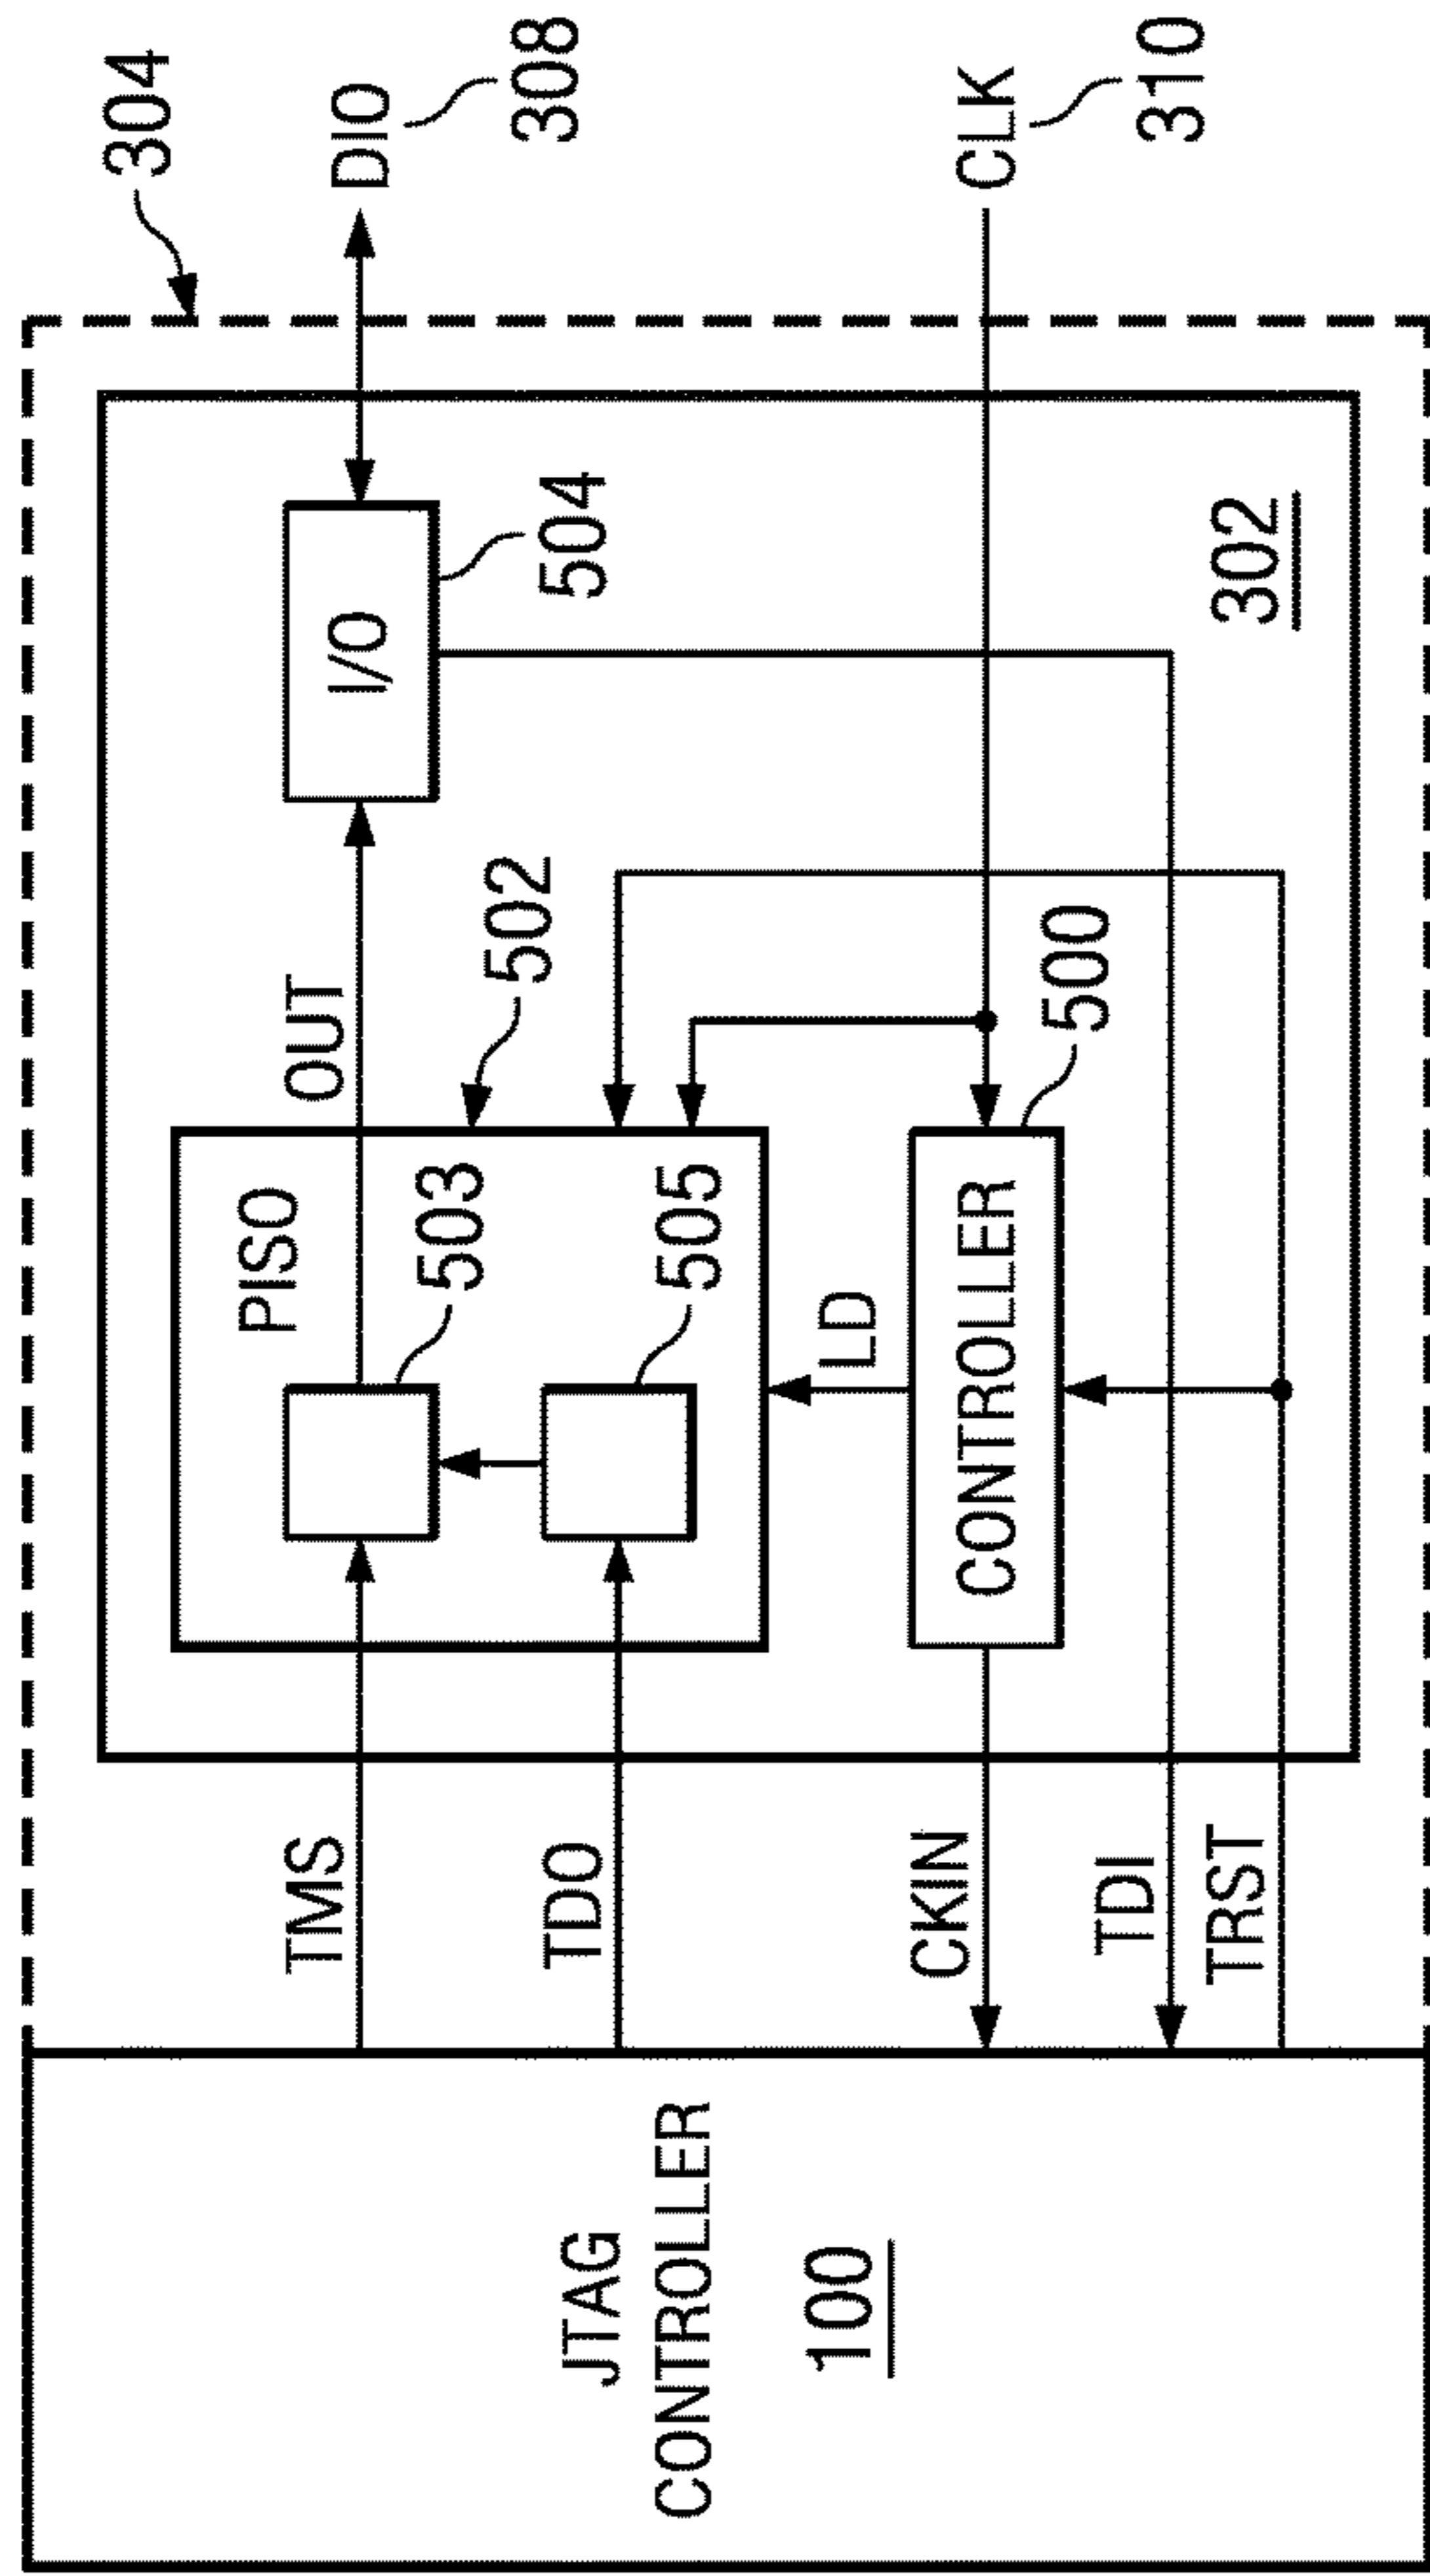 304
DIO
308
CLK
310
JTAG
CONTROLLER
100
TMS
TDO
CKIN
TDI
TRST
PISO
503
505
OUT
502
I/O
504
LD
CONTROLLER
500
302